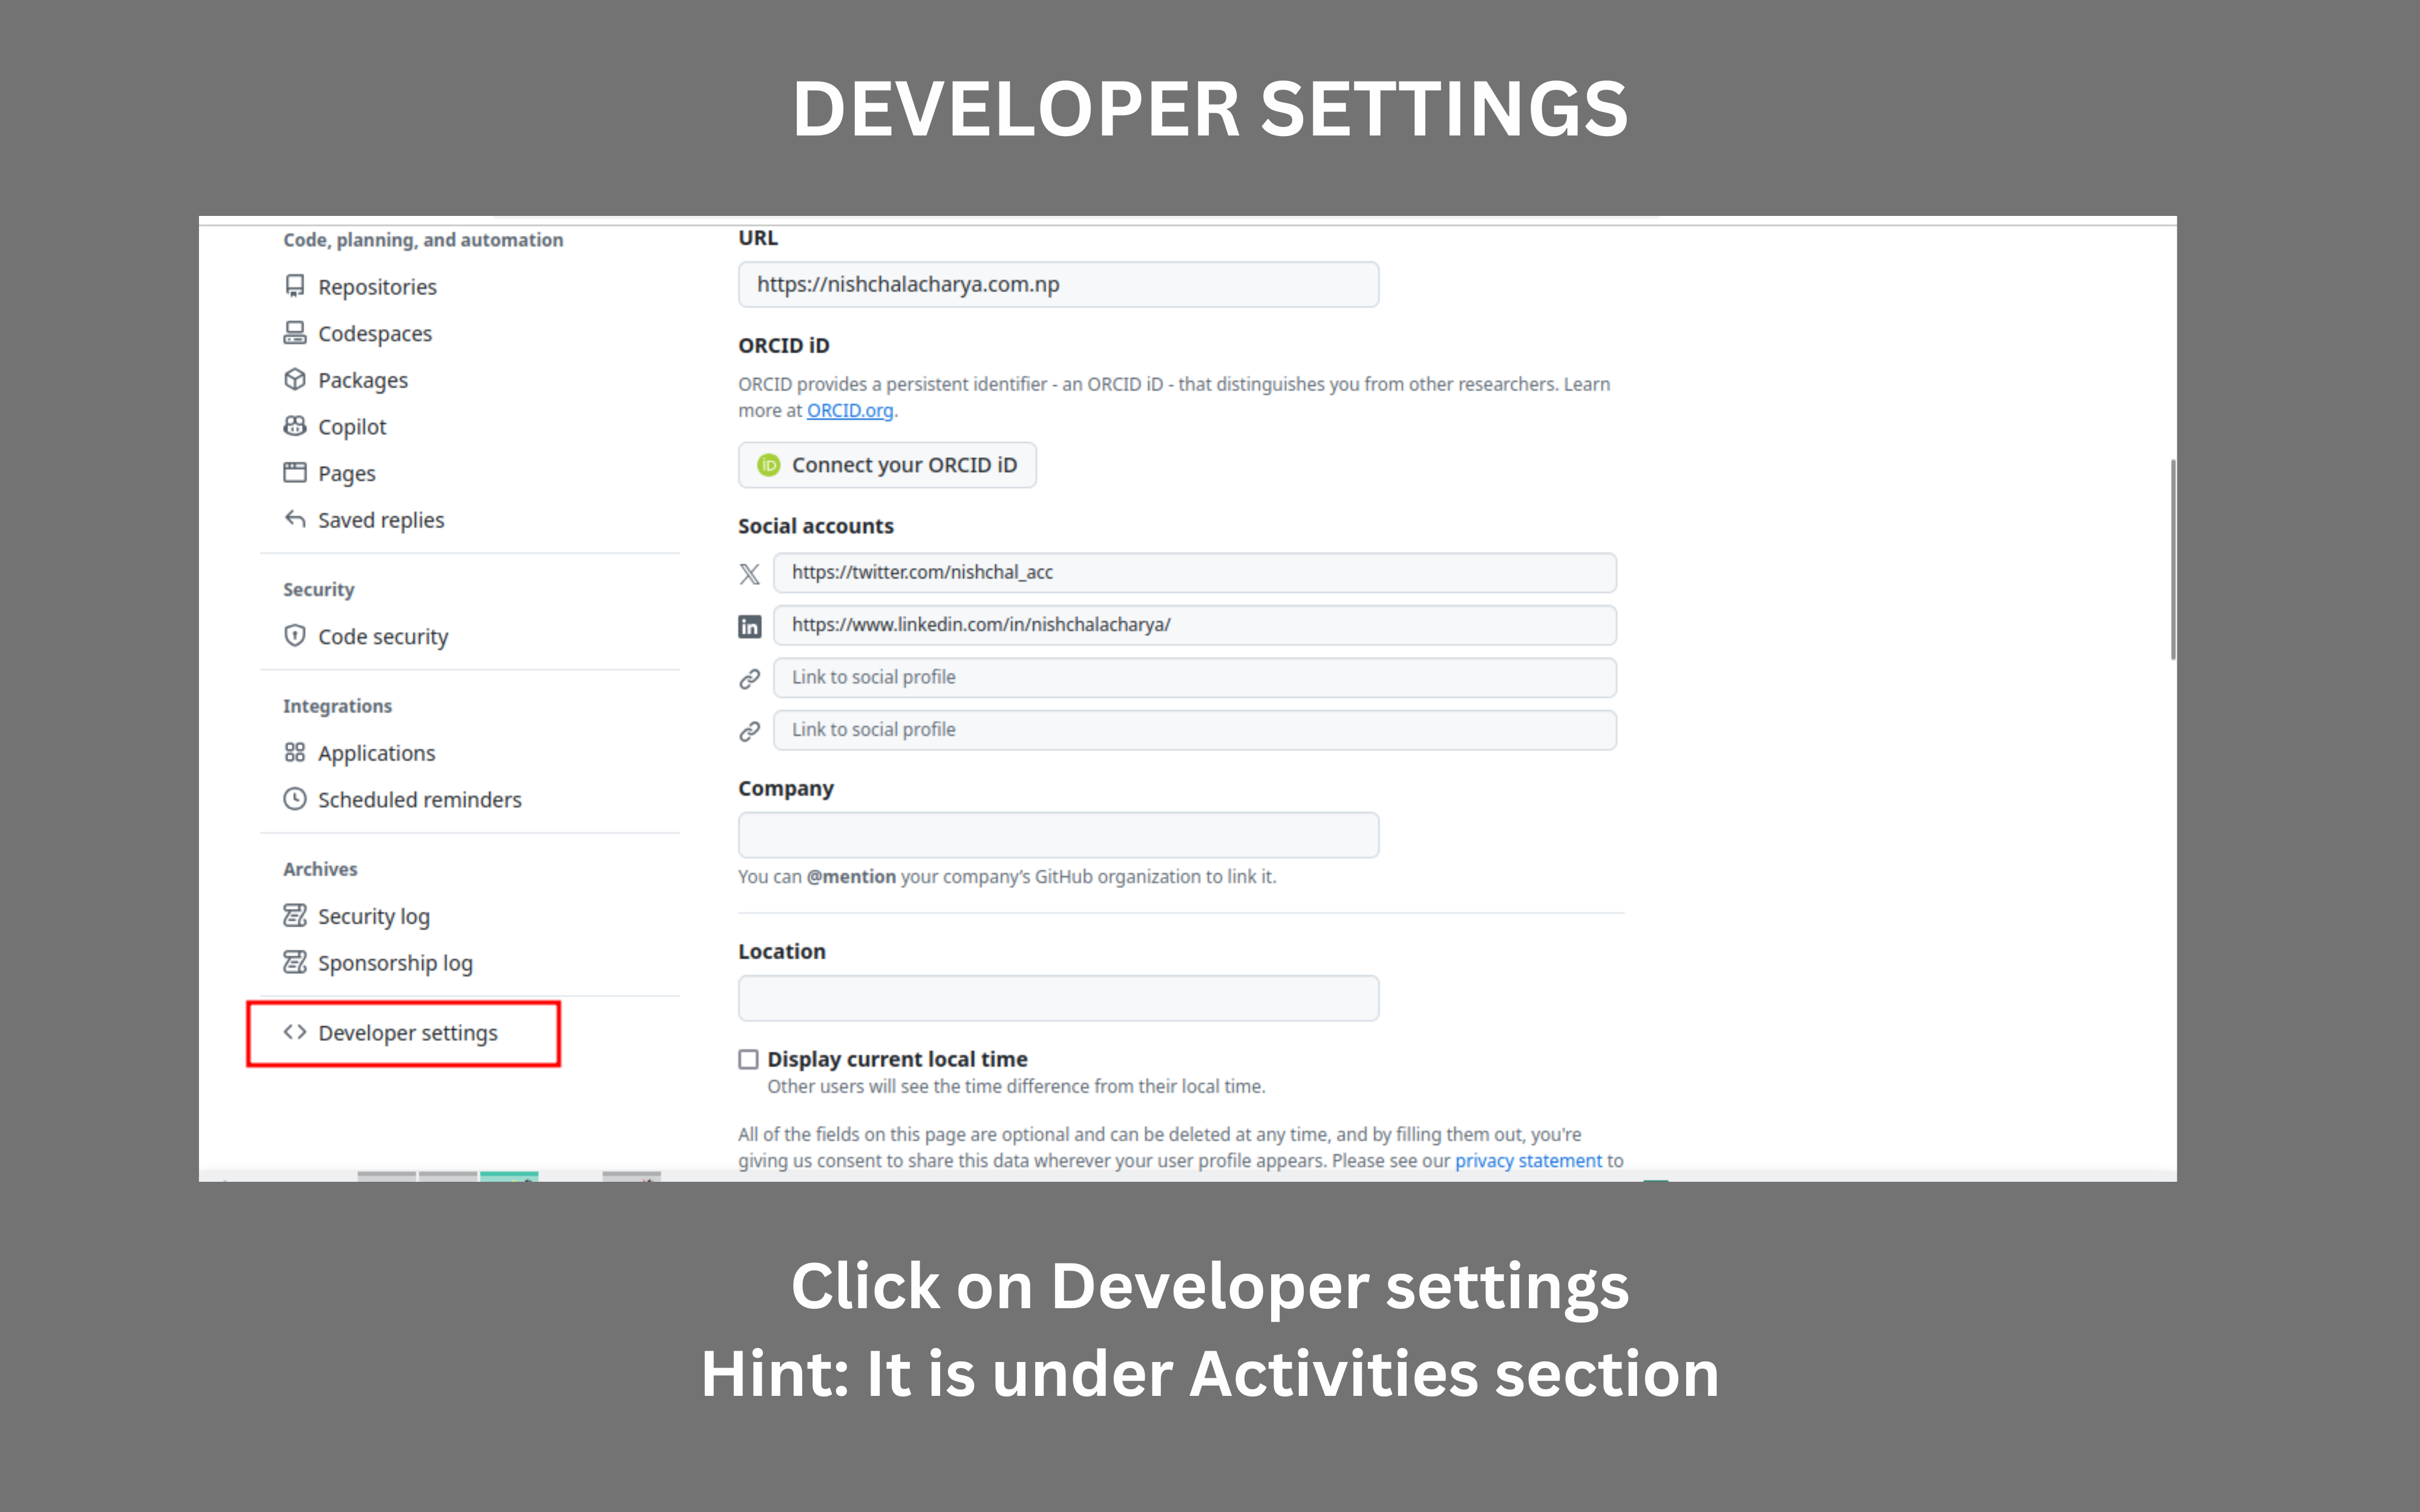 DEVELOPER SETTINGS
Code, planning, and automation
Repositories
Codespaces
Packages
Copilot
Pages
Saved replies
Security
Code security
Integrations
Applications
Scheduled reminders
Archives
Security log
Sponsorship log
Developer settings
URL
https://nishchalacharya.com.np
ORCID iD
ORCID provides a persistent identifier - an ORCID iD - that distinguishes you from other researchers. Learn
more at ORCID.org.
iD Connect your ORCID iD
Social accounts
https://twitter.com/nishchal_acc
in https://www.linkedin.com/in/nishchalacharya/
Link to social profile
Link to social profile
Company
You can @mention your company's GitHub organization to link it.
Location
Display current local time
Other users will see the time difference from their local time.
All of the fields on this page are optional and can be deleted at any time, and by filling them out, you're
giving us consent to share this data wherever your user profile appears. Please see our privacy statement to
Click on Developer settings
Hint: It is under Activities section